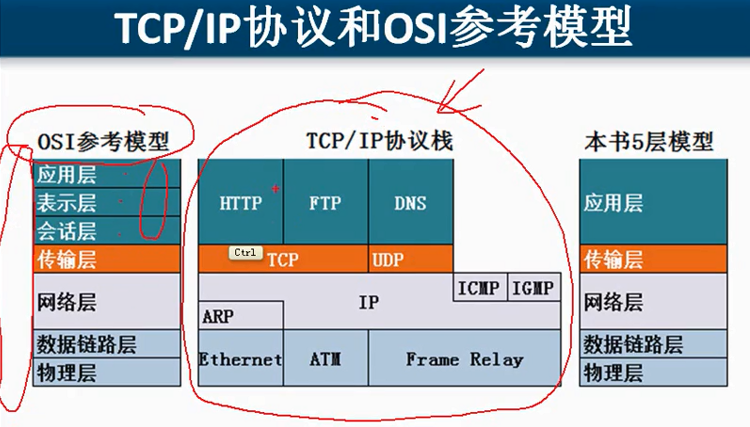 TCP/IP协议和OSI参考模型
OSI参考模型
应用层
表示层
会话层
传输层
网络层
数据链路层
物理层
TCP/IP协议栈
HTTP FTP DNS
Ctrl
TCP UDP
ICMP IGMP
IP
ARP
Ethernet ATM Frame Relay
本书5层模型
应用层
传输层
网络层
数据链路层
物理层